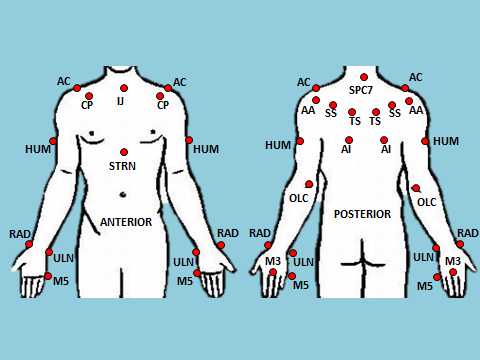 AC AC AC AC
SPC7
CP IJ CP
AA SS SS AA
TS TS
HUM HUM HUM HUM
AI AI
STRN
OLC OLC
ANTERIOR POSTERIOR
RAD RAD RAD RAD
ULN ULN ULN ULN
M3 M3
M5 M5 M5 M5